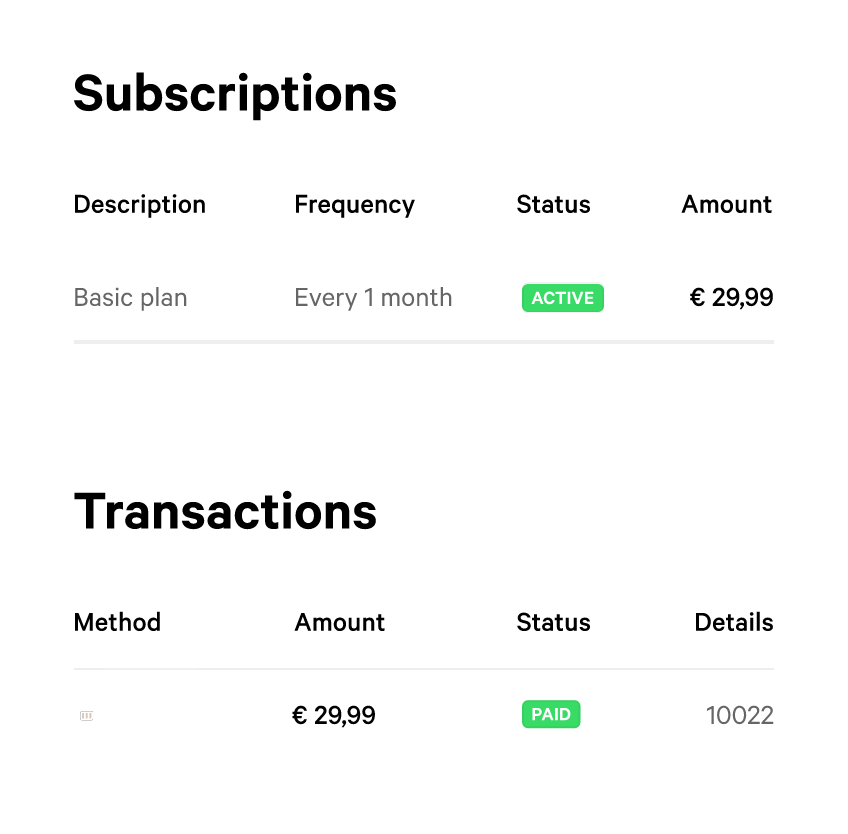 Subscriptions
Description Frequency Status Amount
Basic plan Every 1 month ACTIVE € 29,99
Transactions
Method Amount Status Details
€ 29,99 PAID 10022